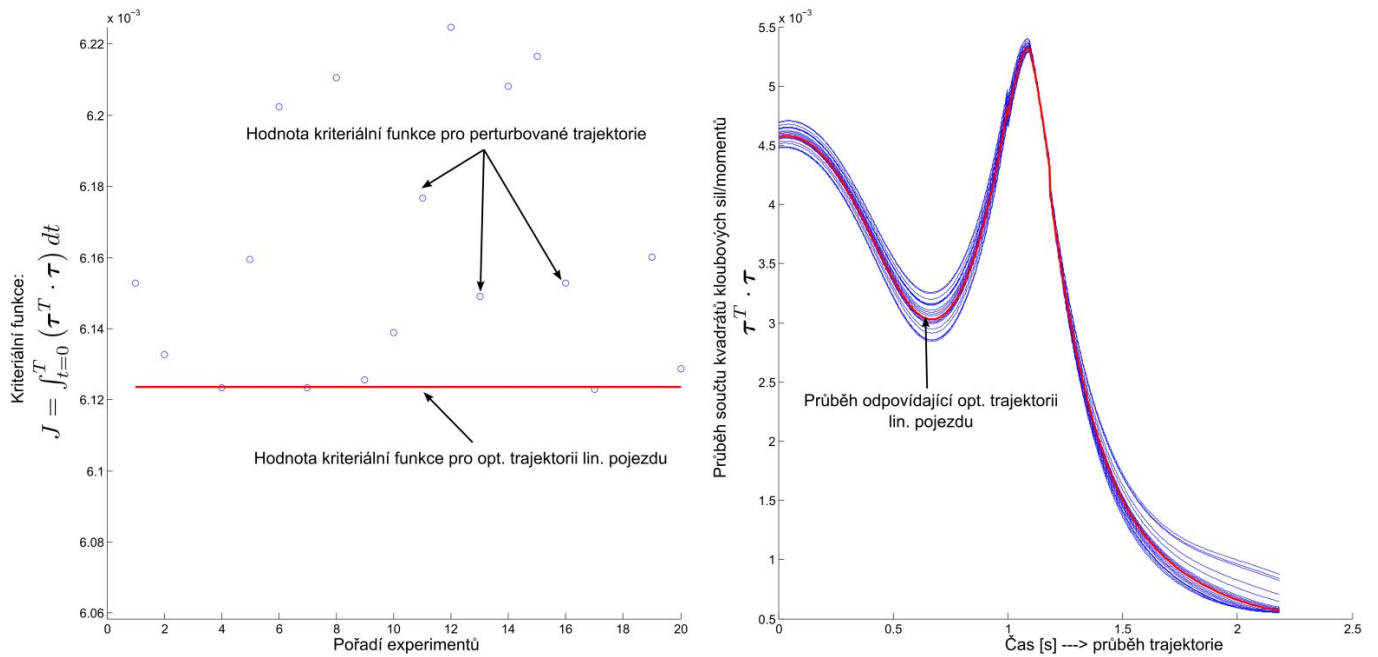 x 10⁻³
6.22
6.2
6.18
6.16
6.14
6.12
6.1
6.08
6.06
0 2 4 6 8 10 12 14 16 18 20
Kriteriální funkce:
J = ∫_{t=0}^{T} (τ^T · τ) dt
Hodnota kriteriální funkce pro perturbované trajektorie
Hodnota kriteriální funkce pro opt. trajektorii lin. pojezdu
Pořadí experimentů
x 10⁻³
5.5
5
4.5
4
3.5
3
2.5
2
1.5
1
0.5
0 0.5 1 1.5 2 2.5
Průběh součtu kvadrátů kloubových sil/momentů
τ^T · τ
Průběh odpovídající opt. trajektorii
lin. pojezdu
Čas [s] ---> průběh trajektorie